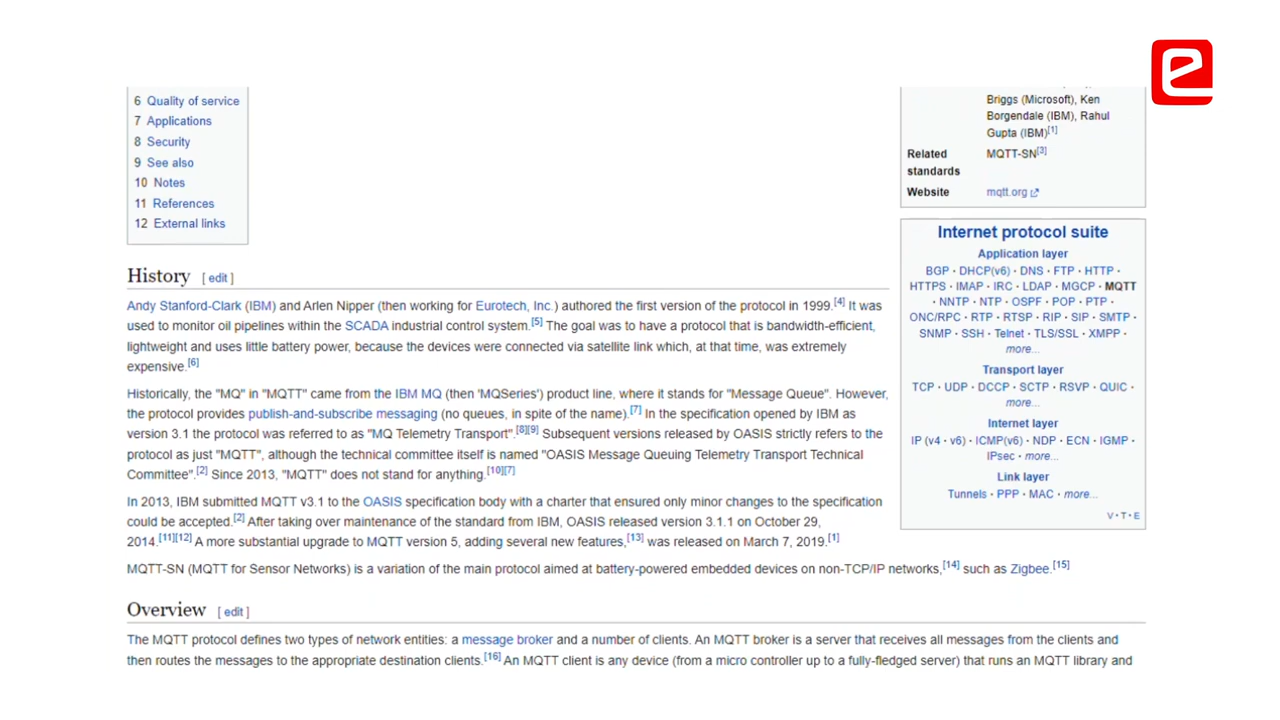 6 Quality of service
7 Applications
8 Security
9 See also
10 Notes
11 References
12 External links
Briggs (Microsoft), Ken
Borgendale (IBM), Rahul
Gupta (IBM)[1]
Related standards MQTT-SN[3]
Website mqtt.org
History [ edit ]
Andy Stanford-Clark (IBM) and Arlen Nipper (then working for Eurotech, Inc.) authored the first version of the protocol in 1999.[4] It was
used to monitor oil pipelines within the SCADA industrial control system.[5] The goal was to have a protocol that is bandwidth-efficient,
lightweight and uses little battery power, because the devices were connected via satellite link which, at that time, was extremely
expensive.[6]
Historically, the "MQ" in "MQTT" came from the IBM MQ (then 'MQSeries') product line, where it stands for "Message Queue". However,
the protocol provides publish-and-subscribe messaging (no queues, in spite of the name).[7] In the specification opened by IBM as
version 3.1 the protocol was referred to as "MQ Telemetry Transport".[8][9] Subsequent versions released by OASIS strictly refers to the
protocol as just "MQTT", although the technical committee itself is named "OASIS Message Queuing Telemetry Transport Technical
Committee".[2] Since 2013, "MQTT" does not stand for anything.[10][7]
In 2013, IBM submitted MQTT v3.1 to the OASIS specification body with a charter that ensured only minor changes to the specification
could be accepted.[2] After taking over maintenance of the standard from IBM, OASIS released version 3.1.1 on October 29,
2014.[11][12] A more substantial upgrade to MQTT version 5, adding several new features,[13] was released on March 7, 2019.[1]
MQTT-SN (MQTT for Sensor Networks) is a variation of the main protocol aimed at battery-powered embedded devices on non-TCP/IP networks,[14] such as Zigbee.[15]
Internet protocol suite
Application layer
BGP · DHCP(v6) · DNS · FTP · HTTP ·
HTTPS · IMAP · IRC · LDAP · MGCP · MQTT
· NNTP · NTP · OSPF · POP · PTP ·
ONC/RPC · RTP · RTSP · RIP · SIP · SMTP ·
SNMP · SSH · Telnet · TLS/SSL · XMPP ·
more...
Transport layer
TCP · UDP · DCCP · SCTP · RSVP · QUIC ·
more...
Internet layer
IP (v4 · v6) · ICMP(v6) · NDP · ECN · IGMP ·
IPsec · more...
Link layer
Tunnels · PPP · MAC · more...
V · T · E
Overview [ edit ]
The MQTT protocol defines two types of network entities: a message broker and a number of clients. An MQTT broker is a server that receives all messages from the clients and
then routes the messages to the appropriate destination clients.[16] An MQTT client is any device (from a micro controller up to a fully-fledged server) that runs an MQTT library and